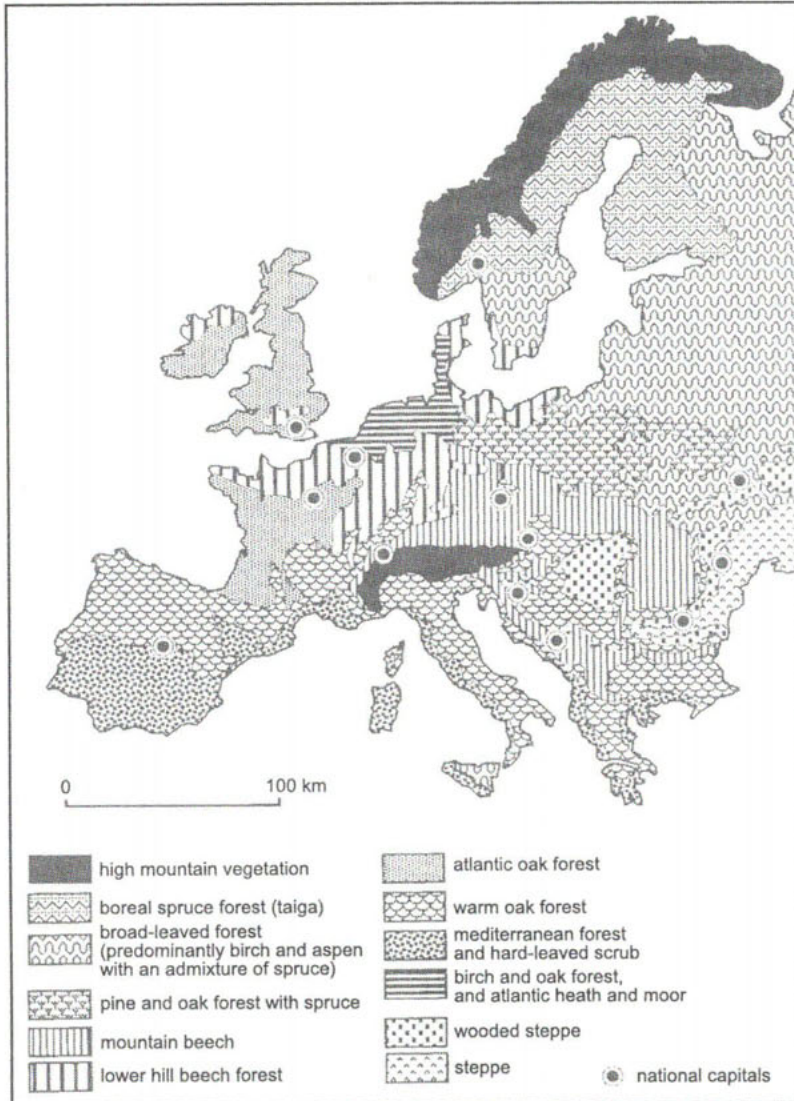 0 100 km
high mountain vegetation
boreal spruce forest (taiga)
broad-leaved forest
(predominantly birch and aspen
with an admixture of spruce)
pine and oak forest with spruce
mountain beech
lower hill beech forest
atlantic oak forest
warm oak forest
mediterranean forest
and hard-leaved scrub
birch and oak forest,
and atlantic heath and moor
wooded steppe
steppe
national capitals